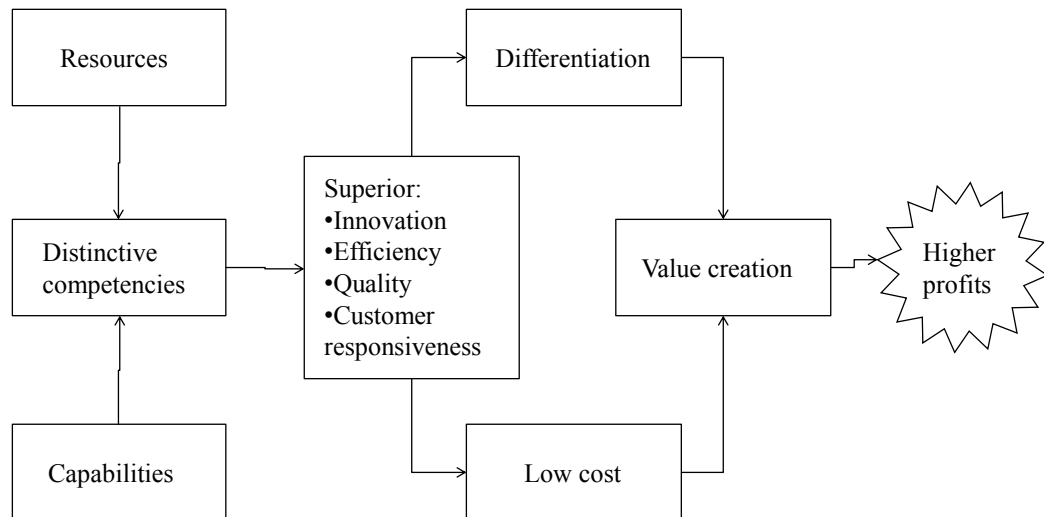 Resources
Differentiation
Superior:
•Innovation
•Efficiency
•Quality
•Customer
responsiveness
Distinctive
competencies
Value creation
Higher
profits
Capabilities
Low cost